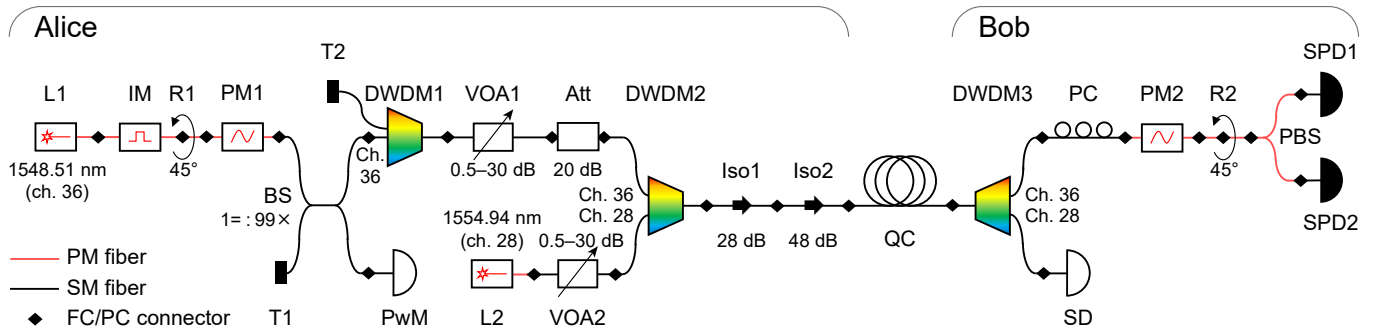 Alice
Bob
T2
SPD1
L1
IM
R1
PM1
DWDM1
VOA1
Att
DWDM2
DWDM3
PC
PM2
R2
PBS
1548.51 nm
(ch. 36)
45°
Ch.
36
0.5–30 dB
20 dB
45°
BS
1= : 99×
1554.94 nm
(ch. 28)
0.5–30 dB
Ch. 36
Ch. 28
Iso1
Iso2
28 dB
48 dB
QC
Ch. 36
Ch. 28
SPD2
PM fiber
SM fiber
FC/PC connector
T1
PwM
L2
VOA2
SD